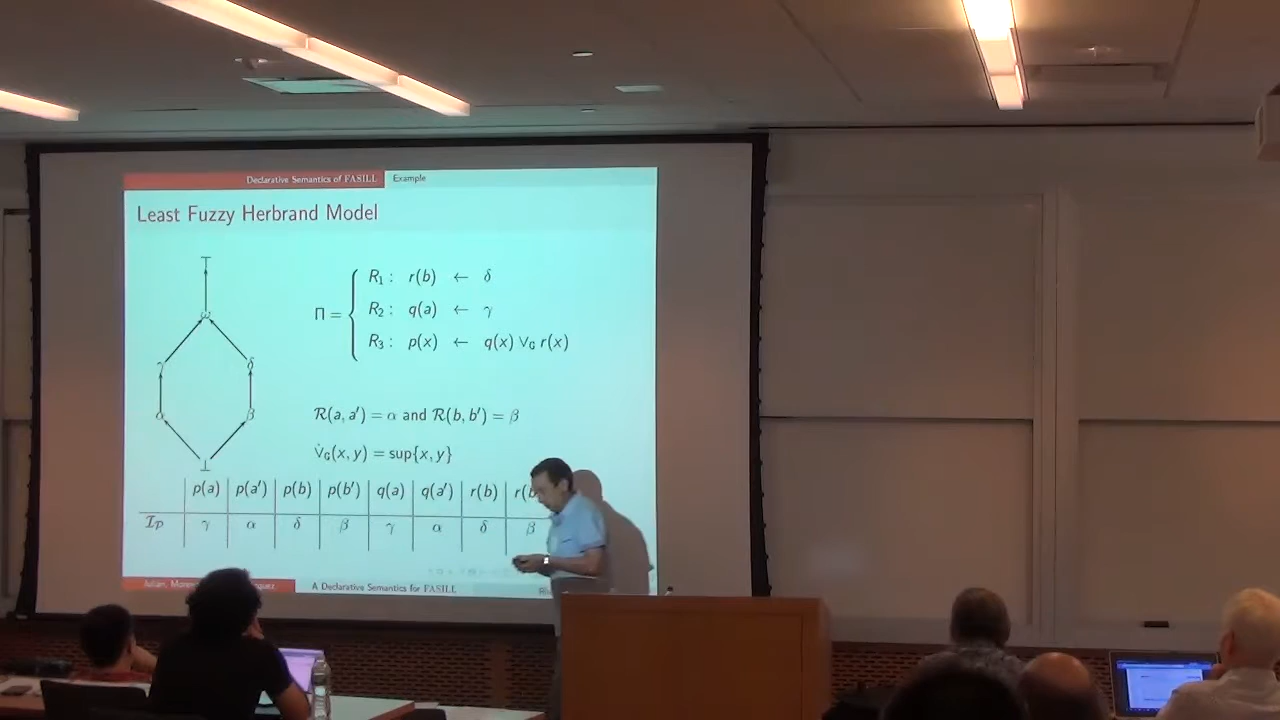 Declarative Semantics of FASILL Example
Least Fuzzy Herbrand Model
⊤
ω
γ δ
α β
⊥
Π =
R₁ : r(b) ← δ
R₂ : q(a) ← γ
R₃ : p(x) ← q(x) ∨G r(x)
ℛ(a, a′) = α and ℛ(b, b′) = β
∨̇G(x, y) = sup{x, y}
p(a) p(a′) p(b) p(b′) q(a) q(a′) r(b)
ℐp γ α δ β γ α δ β
A Declarative Semantics for FASILL